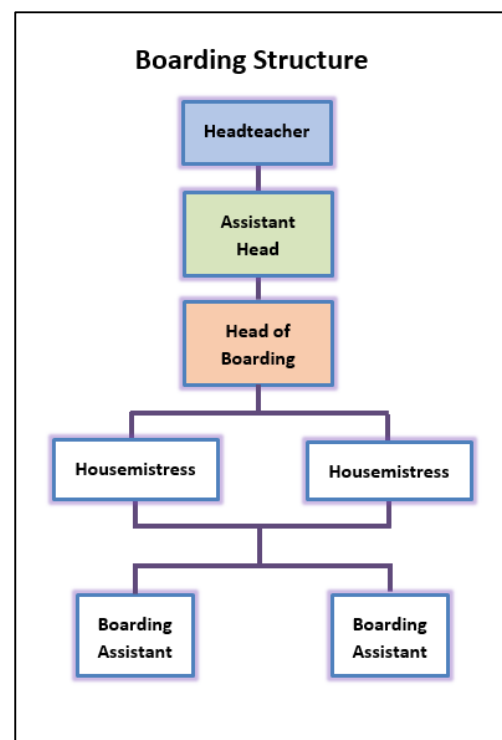 Boarding Structure
Headteacher
Assistant
Head
Head of
Boarding
Housemistress
Housemistress
Boarding
Assistant
Boarding
Assistant